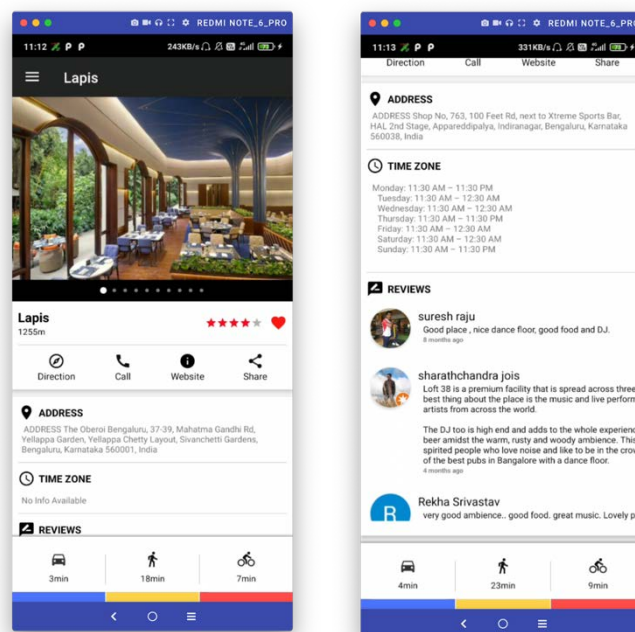 REDMI NOTE_6_PRO
11:12
243KB/s
Lapis
Lapis
1255m
Direction
Call
Website
Share
ADDRESS
ADDRESS The Oberoi Bengaluru, 37-39, Mahatma Gandhi Rd,
Yellappa Garden, Yellappa Chetty Layout, Sivanchetti Gardens,
Bengaluru, Karnataka 560001, India
TIME ZONE
No Info Available
REVIEWS
3min
18min
7min
REDMI NOTE_6_PRO
11:13
331KB/s
Direction
Call
Website
Share
ADDRESS
ADDRESS Shop No, 763, 100 Feet Rd, next to Xtreme Sports Bar,
HAL 2nd Stage, Appareddipalya, Indiranagar, Bengaluru, Karnataka
560038, India
TIME ZONE
Monday: 11:30 AM – 11:30 PM
Tuesday: 11:30 AM – 12:30 AM
Wednesday: 11:30 AM – 12:30 AM
Thursday: 11:30 AM – 11:30 PM
Friday: 11:30 AM – 12:30 AM
Saturday: 11:30 AM – 12:30 AM
Sunday: 11:30 AM – 11:30 PM
REVIEWS
suresh raju
Good place , nice dance floor, good food and DJ.
8 months ago
sharathchandra jois
Loft 38 is a premium facility that is spread across three
best thing about the place is the music and live perform
artists from across the world.
The DJ too is high end and adds to the whole experienc
beer amidst the warm, rusty and woody ambience. This
spirited people who love noise and like to be in the crow
of the best pubs in Bangalore with a dance floor.
4 months ago
R
Rekha Srivastav
very good ambience.. good food. great music. Lovely p
4min
23min
9min